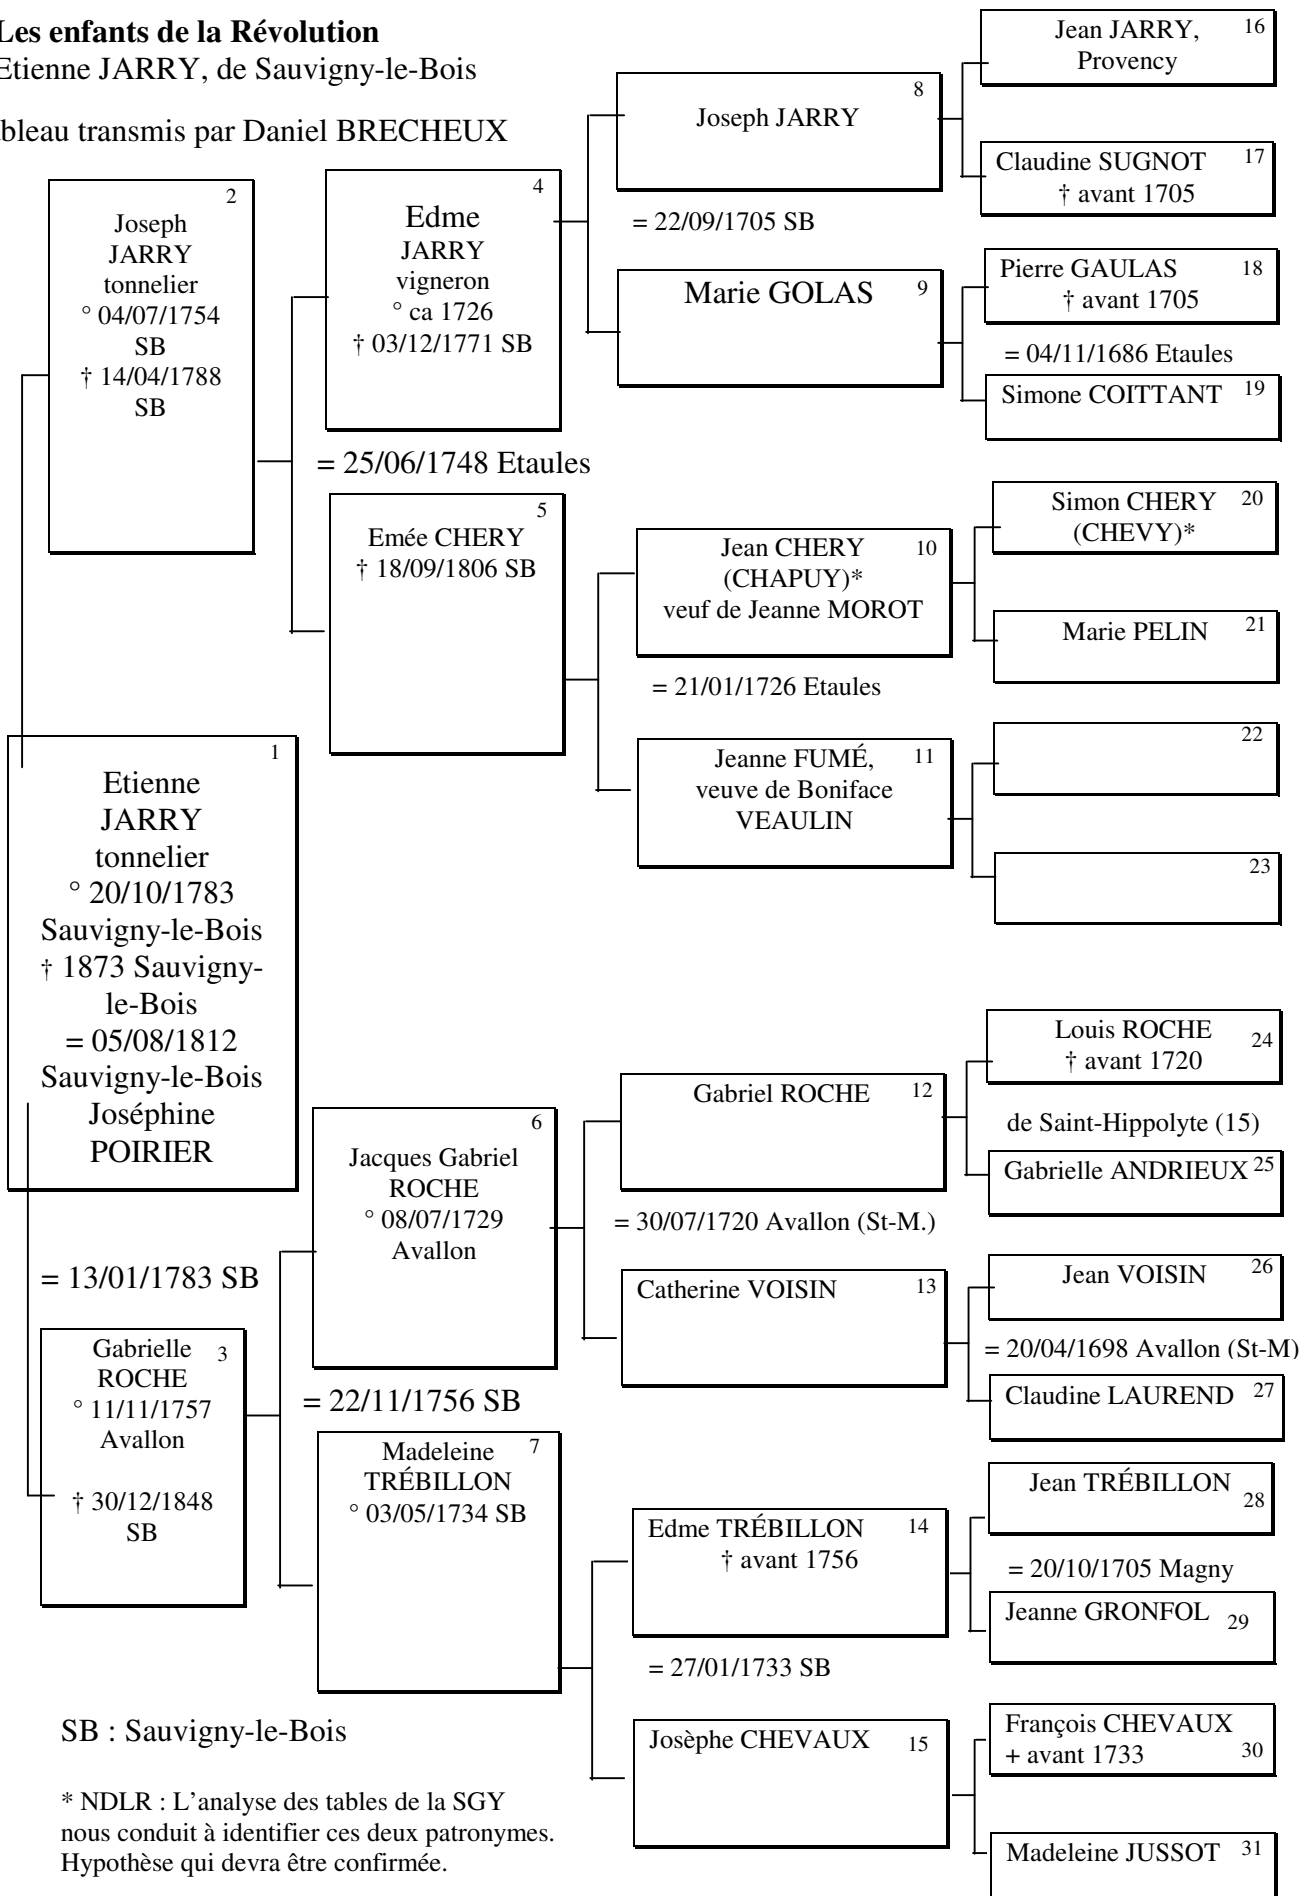 Les enfants de la Révolution
Etienne JARRY, de Sauvigny-le-Bois
bleau transmis par Daniel BRECHEUX
1
Etienne
JARRY
tonnelier
° 20/10/1783
Sauvigny-le-Bois
† 1873 Sauvigny-
le-Bois
= 05/08/1812
Sauvigny-le-Bois
Joséphine
POIRIER
2
Joseph
JARRY
tonnelier
° 04/07/1754
SB
† 14/04/1788
SB
= 13/01/1783 SB
Gabrielle 3
ROCHE
° 11/11/1757
Avallon
† 30/12/1848
SB
4
Edme
JARRY
vigneron
° ca 1726
† 03/12/1771 SB
= 25/06/1748 Etaules
5
Emée CHERY
† 18/09/1806 SB
6
Jacques Gabriel
ROCHE
° 08/07/1729
Avallon
= 22/11/1756 SB
Madeleine 7
TRÉBILLON
° 03/05/1734 SB
8
Joseph JARRY
= 22/09/1705 SB
Marie GOLAS 9
Jean CHERY 10
(CHAPUY)*
veuf de Jeanne MOROT
= 21/01/1726 Etaules
Jeanne FUMÉ, 11
veuve de Boniface
VEAULIN
Gabriel ROCHE 12
= 30/07/1720 Avallon (St-M.)
Catherine VOISIN 13
Edme TRÉBILLON 14
† avant 1756
= 27/01/1733 SB
Josèphe CHEVAUX 15
Jean JARRY, 16
Provency
Claudine SUGNOT 17
† avant 1705
Pierre GAULAS 18
† avant 1705
= 04/11/1686 Etaules
Simone COITTANT 19
Simon CHERY 20
(CHEVY)*
Marie PELIN 21
22
23
Louis ROCHE 24
† avant 1720
de Saint-Hippolyte (15)
Gabrielle ANDRIEUX 25
Jean VOISIN 26
= 20/04/1698 Avallon (St-M)
Claudine LAUREND 27
Jean TRÉBILLON
28
= 20/10/1705 Magny
Jeanne GRONFOL 29
François CHEVAUX
+ avant 1733 30
Madeleine JUSSOT 31
SB : Sauvigny-le-Bois
* NDLR : L'analyse des tables de la SGY
nous conduit à identifier ces deux patronymes.
Hypothèse qui devra être confirmée.